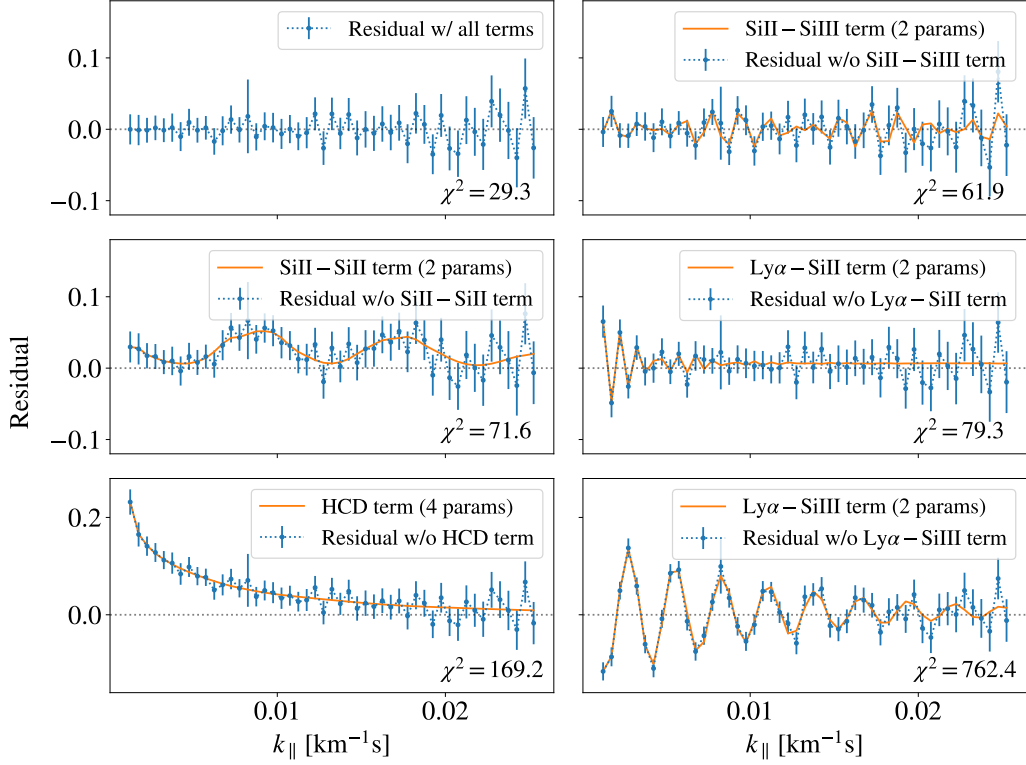 Residual w/ all terms
0.1
0.0
−0.1
χ² = 29.3
SiII − SiIII term (2 params)
Residual w/o SiII − SiIII term
χ² = 61.9
SiII − SiII term (2 params)
Residual w/o SiII − SiII term
0.1
0.0
−0.1
χ² = 71.6
Lyα − SiII term (2 params)
Residual w/o Lyα − SiII term
χ² = 79.3
Residual
HCD term (4 params)
Residual w/o HCD term
0.2
0.0
χ² = 169.2
0.01
0.02
k∥ [km⁻¹s]
Lyα − SiIII term (2 params)
Residual w/o Lyα − SiIII term
χ² = 762.4
0.01
0.02
k∥ [km⁻¹s]